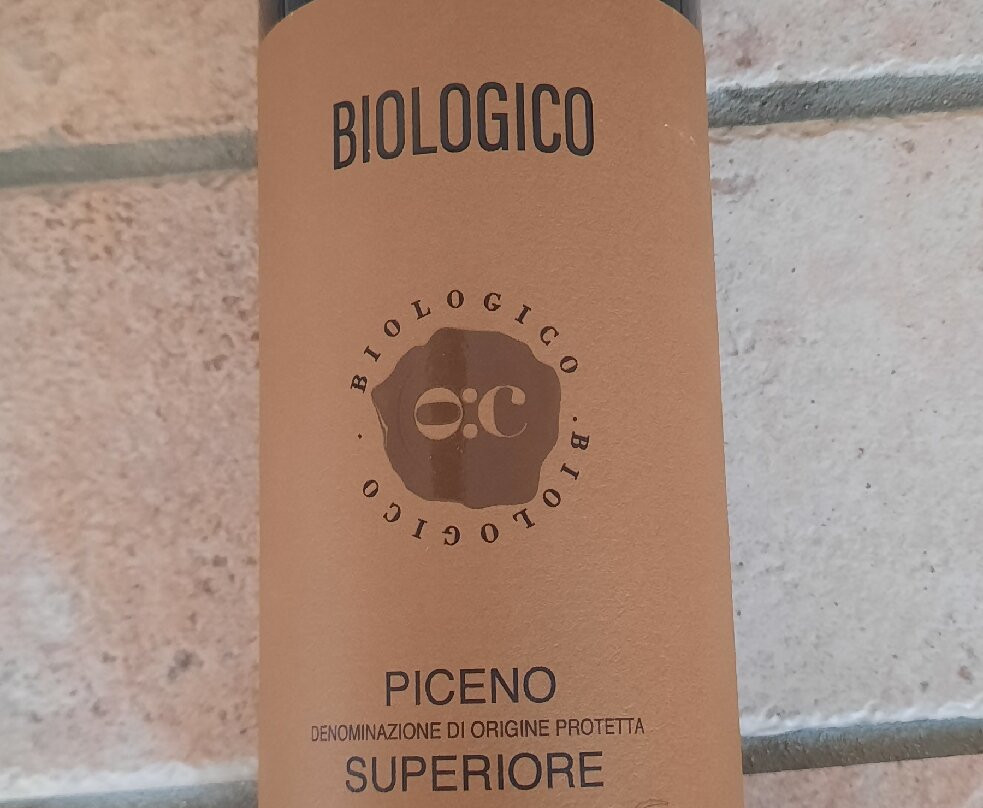 BIOLOGICO
BIOLOGICO . BIOLOGICO .
o:c
PICENO
DENOMINAZIONE DI ORIGINE PROTETTA
SUPERIORE